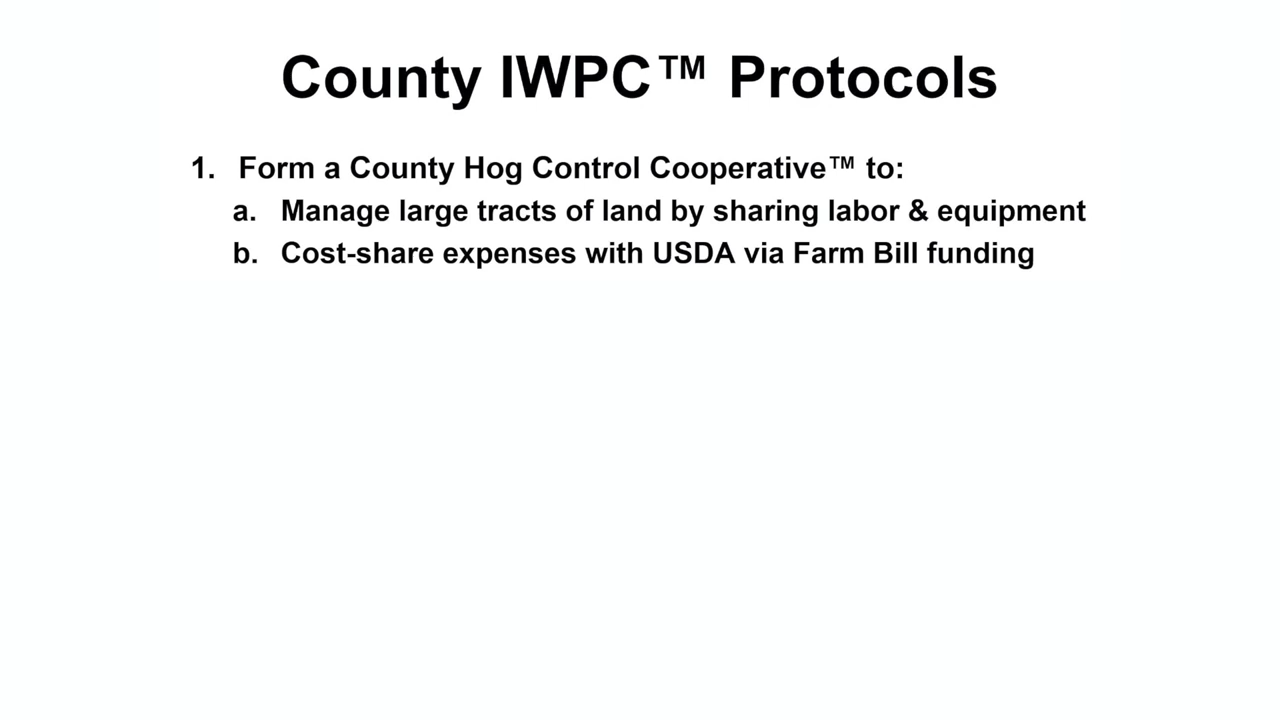 County IWPC™ Protocols
1. Form a County Hog Control Cooperative™ to:
a. Manage large tracts of land by sharing labor & equipment
b. Cost-share expenses with USDA via Farm Bill funding